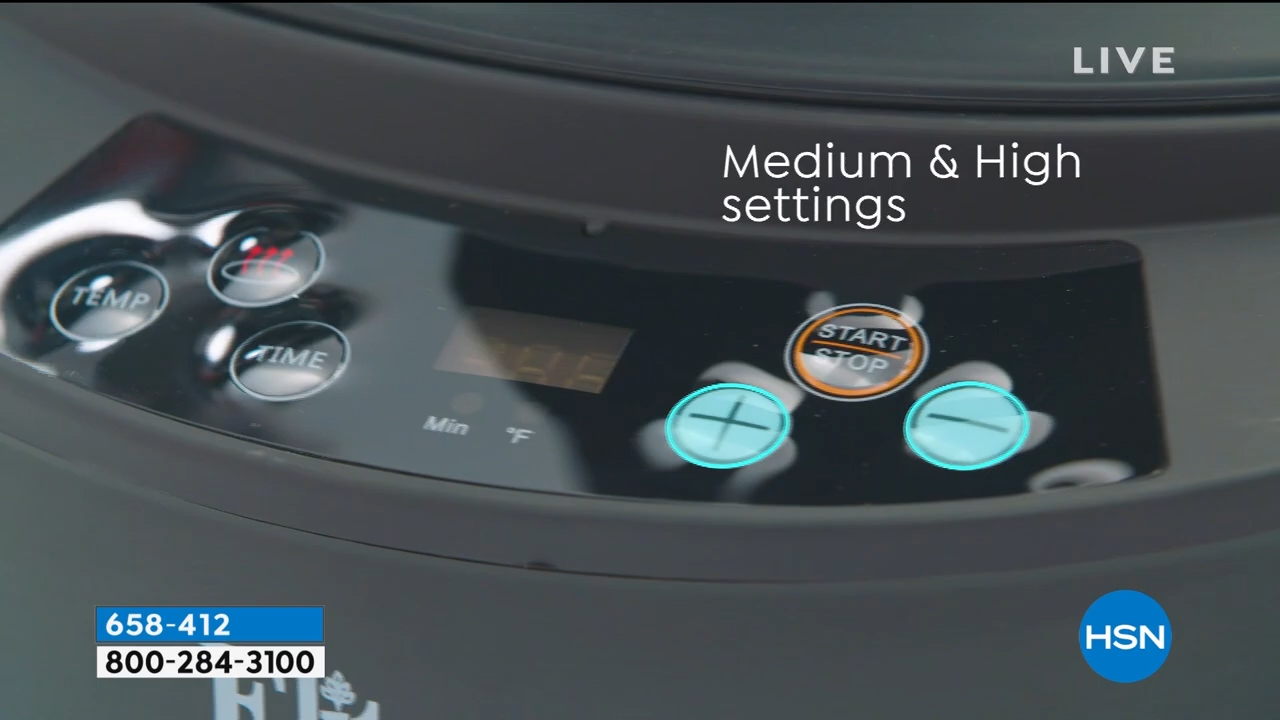 LIVE
Medium & High
settings
TEMP
TIME
START
STOP
Min °F
658-412
800-284-3100
HSN